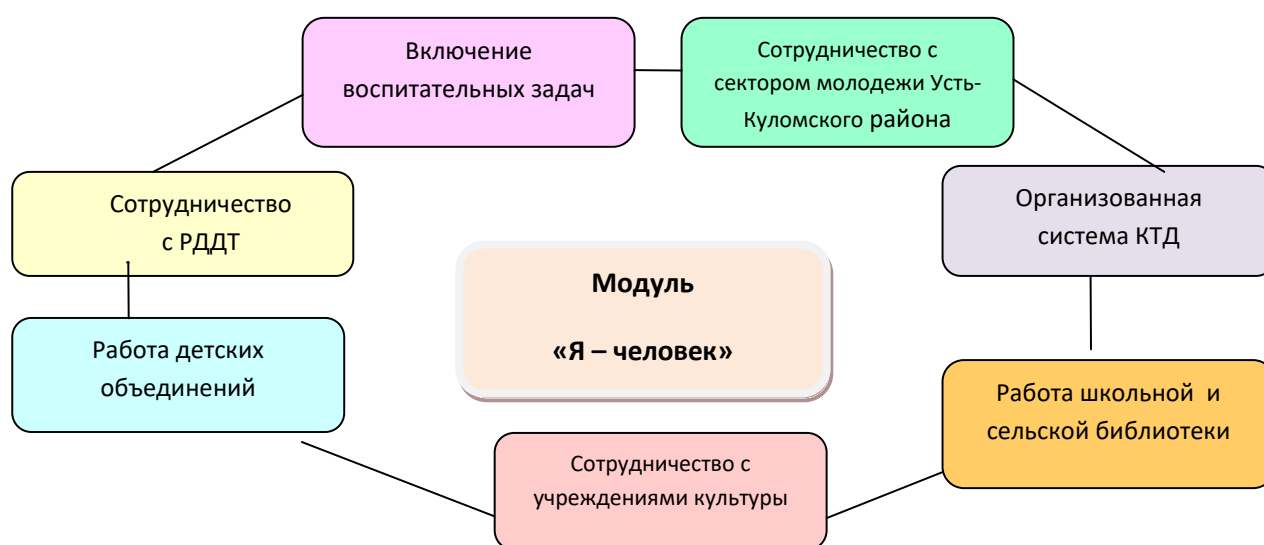 Включение
воспитательных задач
Сотрудничество с
сектором молодежи Усть-
Куломского района
Сотрудничество
с РДДТ
Организованная
система КТД
Модуль
«Я – человек»
Работа детских
объединений
Работа школьной и
сельской библиотеки
Сотрудничество с
учреждениями культуры